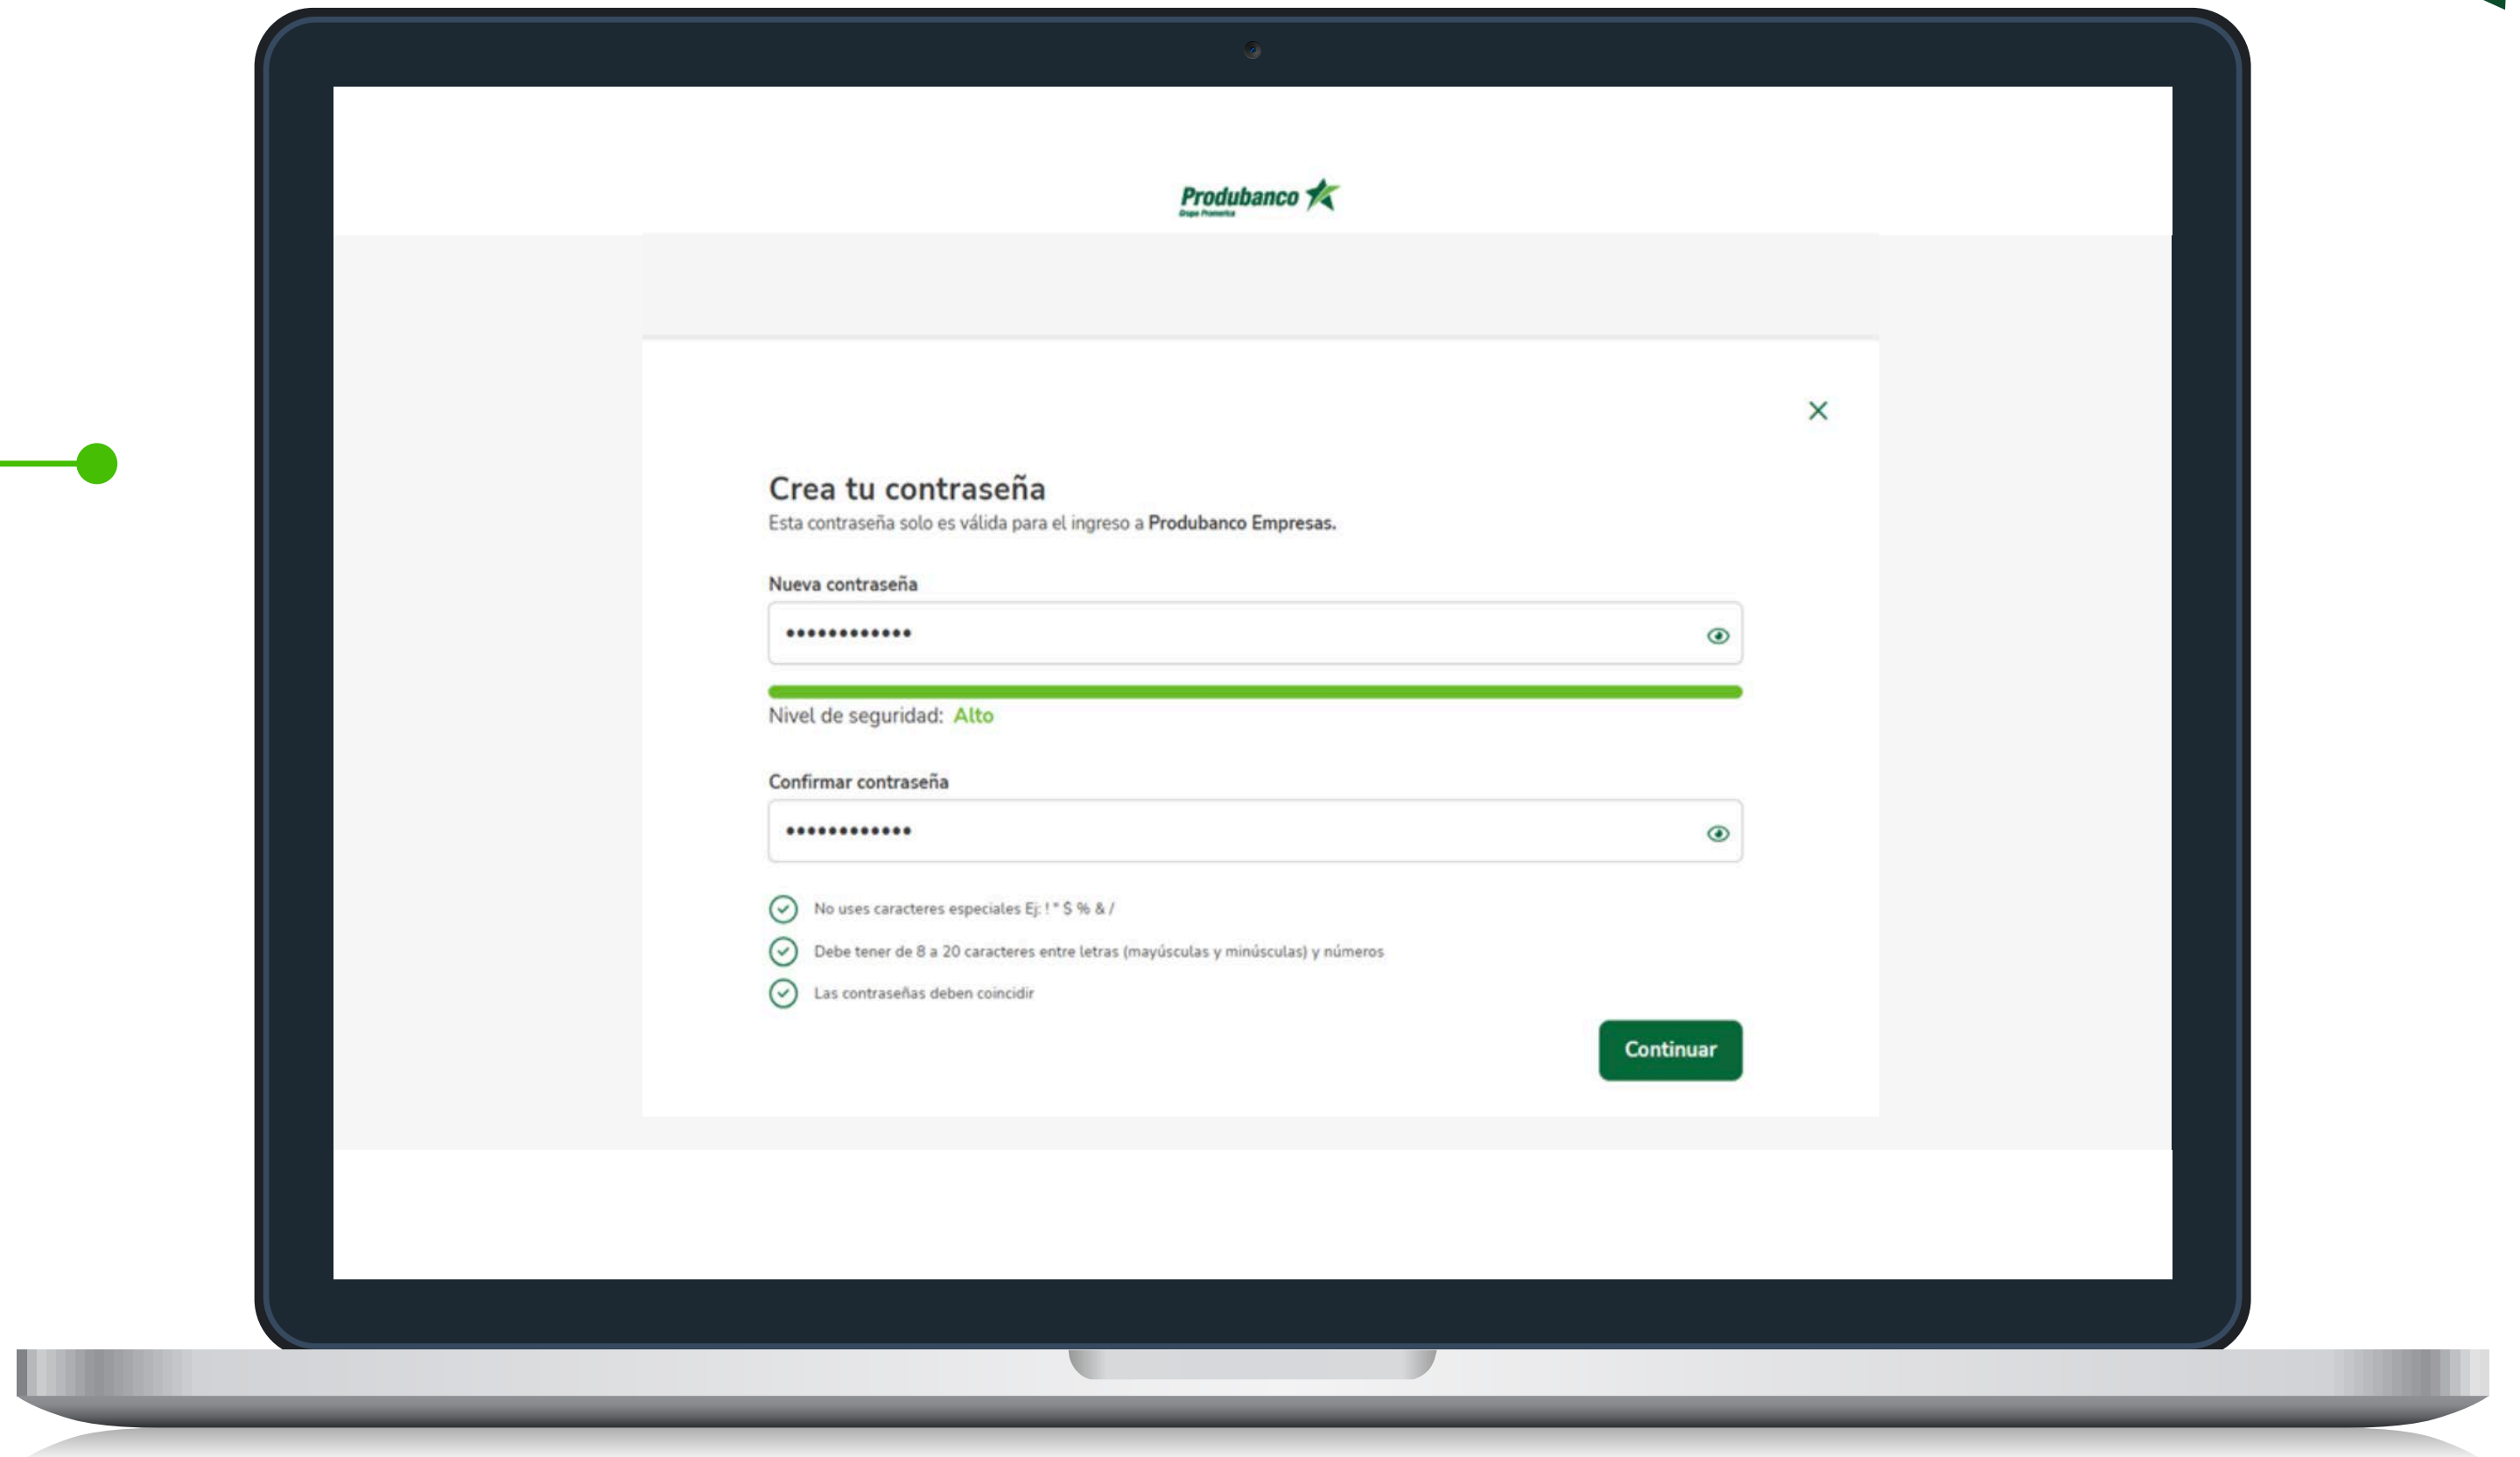 Produbanco
Grupo Promerica
Crea tu contraseña
Esta contraseña solo es válida para el ingreso a Produbanco Empresas.
Nueva contraseña
••••••••••••
Nivel de seguridad: Alto
Confirmar contraseña
••••••••••••
No uses caracteres especiales Ej: ! " $ % & /
Debe tener de 8 a 20 caracteres entre letras (mayúsculas y minúsculas) y números
Las contraseñas deben coincidir
Continuar